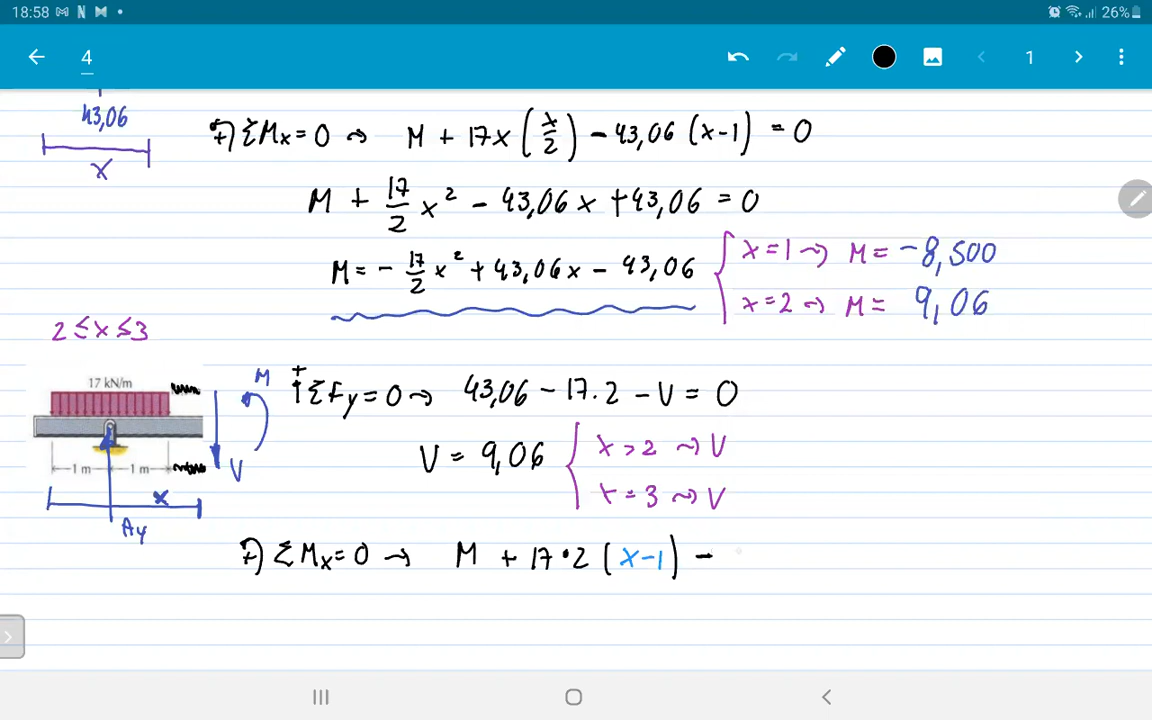 18:58
26%
4
1
43,06
x
+) ΣMx = 0 → M + 17x (x/2) - 43,06 (x-1) = 0
M + 17/2 x² - 43,06 x + 43,06 = 0
M = - 17/2 x² + 43,06x - 43,06
x = 1 → M = -8,500
x = 2 → M = 9,06
2 ≤ x ≤ 3
17 kN/m
M
V
1 m
1 m
x
Ay
+↑ ΣFy = 0 → 43,06 - 17.2 - V = 0
V = 9,06
x > 2 → V
x = 3 → V
+) ΣMx = 0 → M + 17•2 (x-1) -